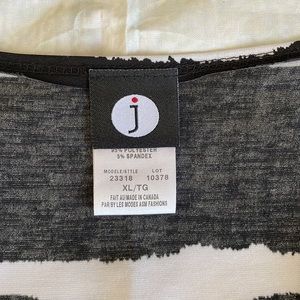 j
95% POLYESTER
5% SPANDEX
MODELE/STYLE LOT
23318 10378
XL/TG
FAIT AU/MADE IN CANADA
PAR/BY LES MODES ASM FASHIONS